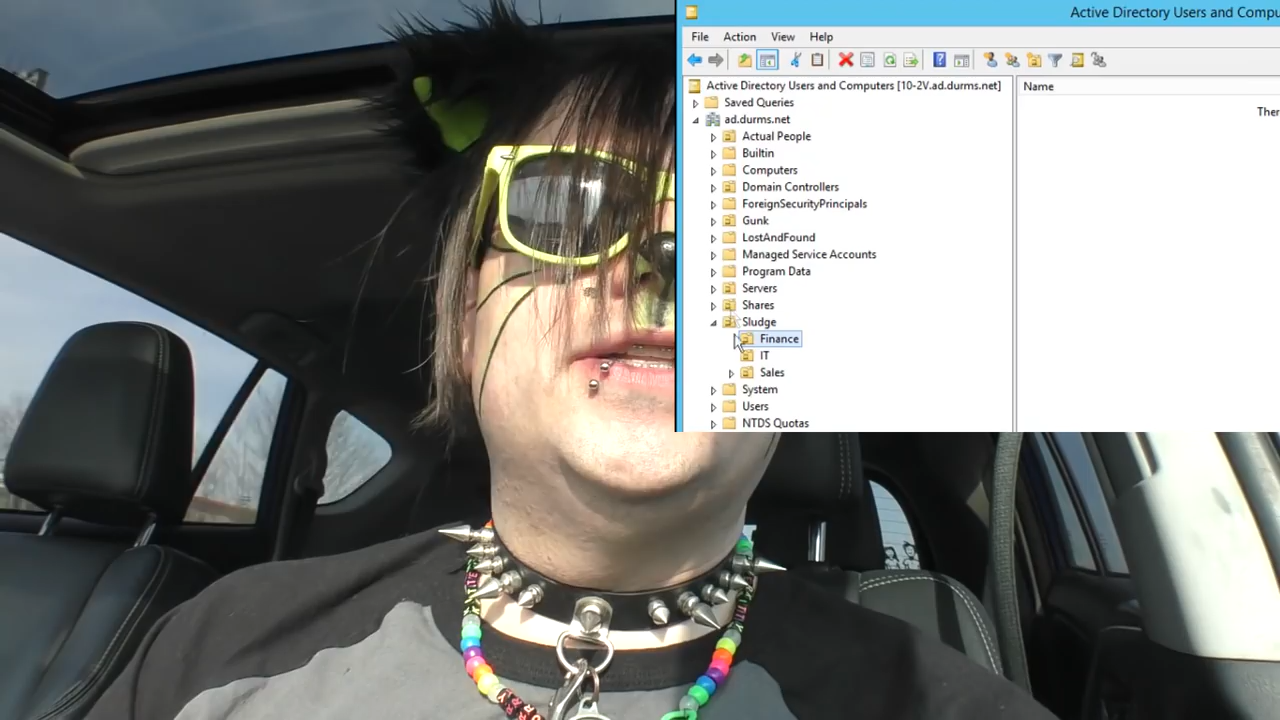 Active Directory Users and Compu
File Action View Help
Active Directory Users and Computers [10-2V.ad.durms.net]
Saved Queries
ad.durms.net
Actual People
Builtin
Computers
Domain Controllers
ForeignSecurityPrincipals
Gunk
LostAndFound
Managed Service Accounts
Program Data
Servers
Shares
Sludge
Finance
IT
Sales
System
Users
NTDS Quotas
Name
Ther